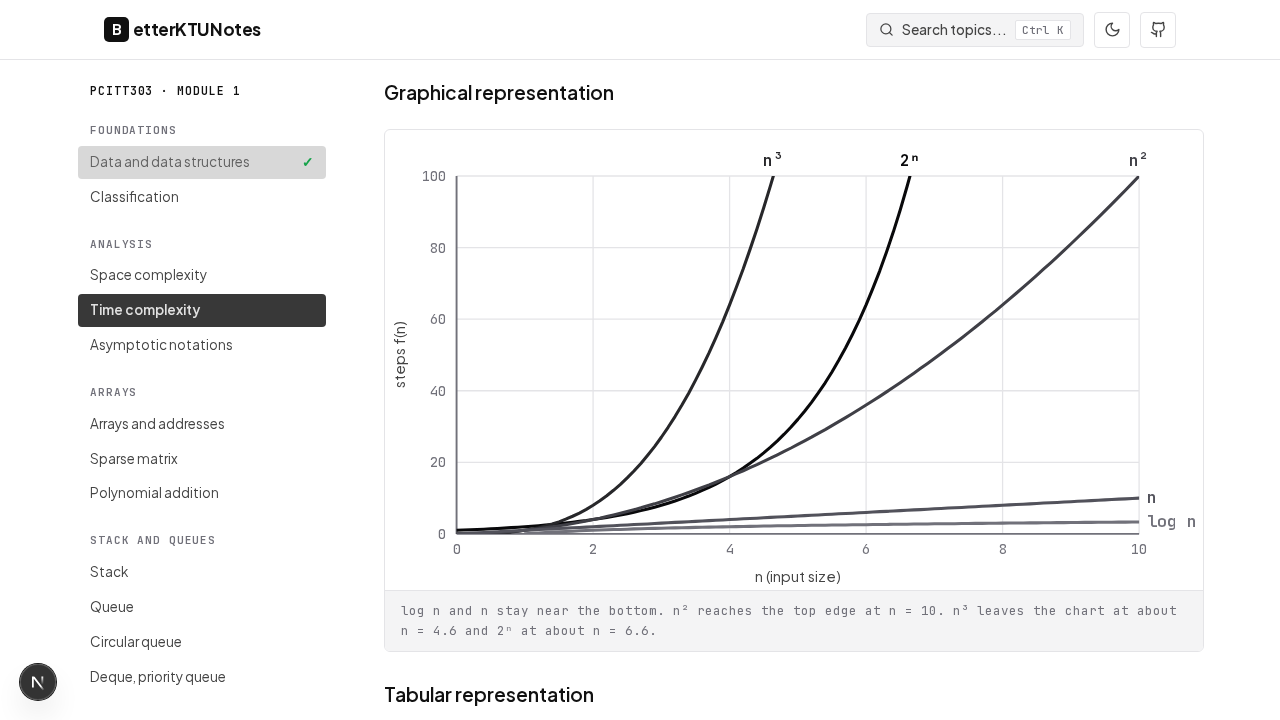 B etterKTUNotes
Search topics... Ctrl K
PCITT303 · MODULE 1
FOUNDATIONS
Data and data structures ✓
Classification
ANALYSIS
Space complexity
Time complexity
Asymptotic notations
ARRAYS
Arrays and addresses
Sparse matrix
Polynomial addition
STACK AND QUEUES
Stack
Queue
Circular queue
Deque, priority queue
N
Graphical representation
n³ 2ⁿ n²
100
80
60
40
20
0
steps f(n)
n
log n
0 2 4 6 8 10
n (input size)
log n and n stay near the bottom. n² reaches the top edge at n = 10. n³ leaves the chart at about
n = 4.6 and 2ⁿ at about n = 6.6.
Tabular representation